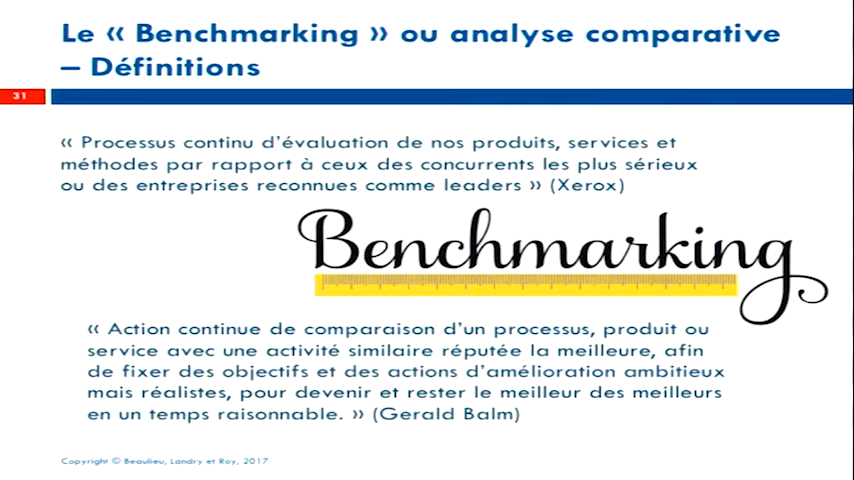 Le « Benchmarking » ou analyse comparative
– Définitions
31
« Processus continu d’évaluation de nos produits, services et
méthodes par rapport à ceux des concurrents les plus sérieux
ou des entreprises reconnues comme leaders » (Xerox)
Benchmarking
« Action continue de comparaison d’un processus, produit ou
service avec une activité similaire réputée la meilleure, afin
de fixer des objectifs et des actions d’amélioration ambitieux
mais réalistes, pour devenir et rester le meilleur des meilleurs
en un temps raisonnable. » (Gerald Balm)
Copyright © Beaulieu, Landry et Roy, 2017